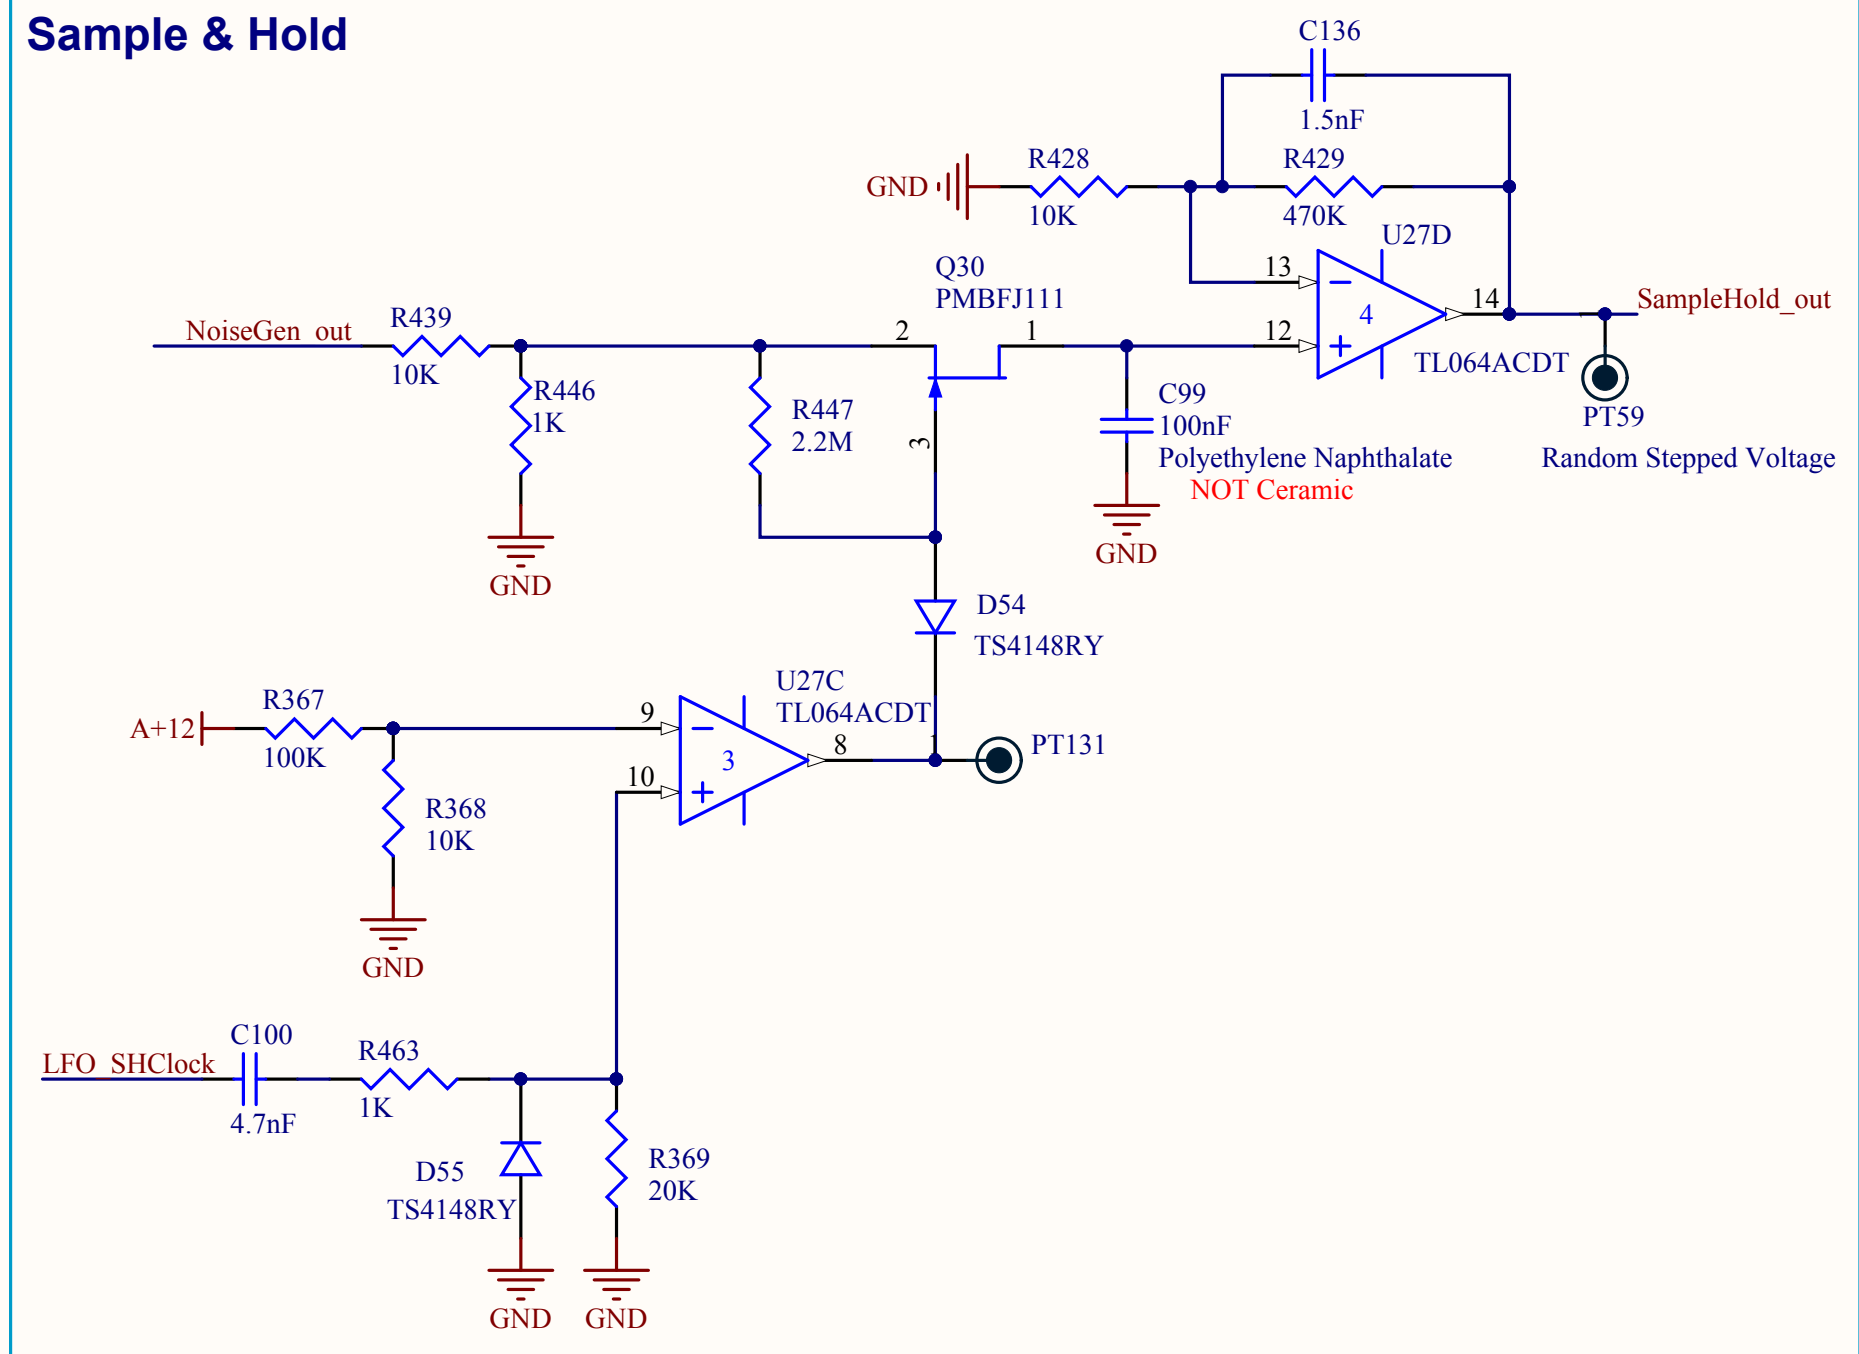 Sample & Hold
C136
1.5nF
R428
10K
GND
R429
470K
U27D
13
12
4
14
TL064ACDT
SampleHold_out
PT59
Random Stepped Voltage
Q30
PMBFJ111
2
1
3
NoiseGen_out
R439
10K
R446
1K
GND
R447
2.2M
C99
100nF
Polyethylene Naphthalate
NOT Ceramic
GND
D54
TS4148RY
U27C
TL064ACDT
9
10
3
8
1
PT131
A+12
R367
100K
R368
10K
GND
LFO_SHClock
C100
4.7nF
R463
1K
D55
TS4148RY
GND
R369
20K
GND